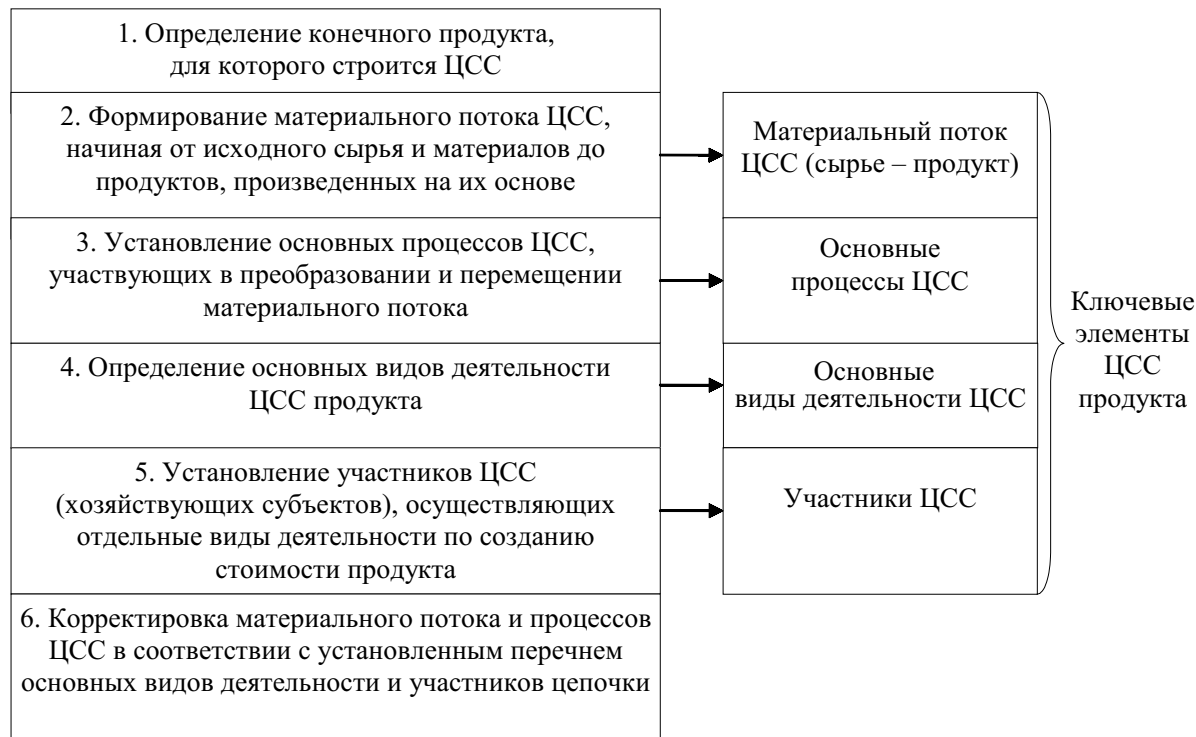 1. Определение конечного продукта,
для которого строится ЦСС
2. Формирование материального потока ЦСС,
начиная от исходного сырья и материалов до
продуктов, произведенных на их основе
3. Установление основных процессов ЦСС,
участвующих в преобразовании и перемещении
материального потока
4. Определение основных видов деятельности
ЦСС продукта
5. Установление участников ЦСС
(хозяйствующих субъектов), осуществляющих
отдельные виды деятельности по созданию
стоимости продукта
6. Корректировка материального потока и процессов
ЦСС в соответствии с установленным перечнем
основных видов деятельности и участников цепочки
Материальный поток
ЦСС (сырье – продукт)
Основные
процессы ЦСС
Основные
виды деятельности ЦСС
Участники ЦСС
Ключевые
элементы
ЦСС
продукта